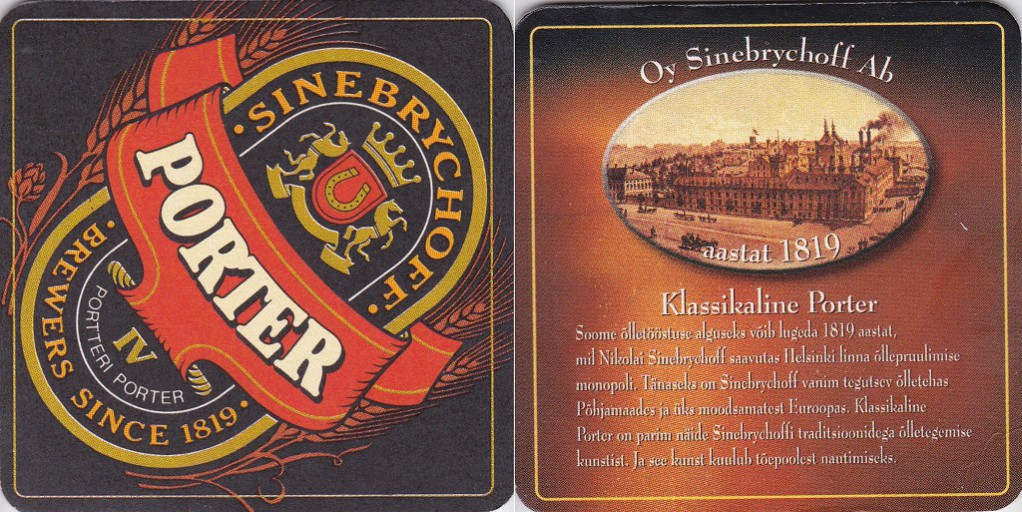 SINEBRYCHOFF
PORTER
IV
PORTTERI PORTER
BREWERS SINCE 1819
Oy Sinebrychoff Ab
aastat 1819
Klassikaline Porter
Soome õlletööstuse alguseks võib lugeda 1819 aastat,
mil Nikolai Sinebrychoff saavutas Helsinki linna õllepruulimise
monopoli. Tänaseks on Sinebrychoff vanim tegutsev õlletehas
Põhjamaades ja üks moodsamatest Euroopas. Klassikaline
Porter on parim näide Sinebrychoffi traditsioonidega õlletegemise
kunstist. Ja see kunst kuulub tõepoolest nautimiseks.